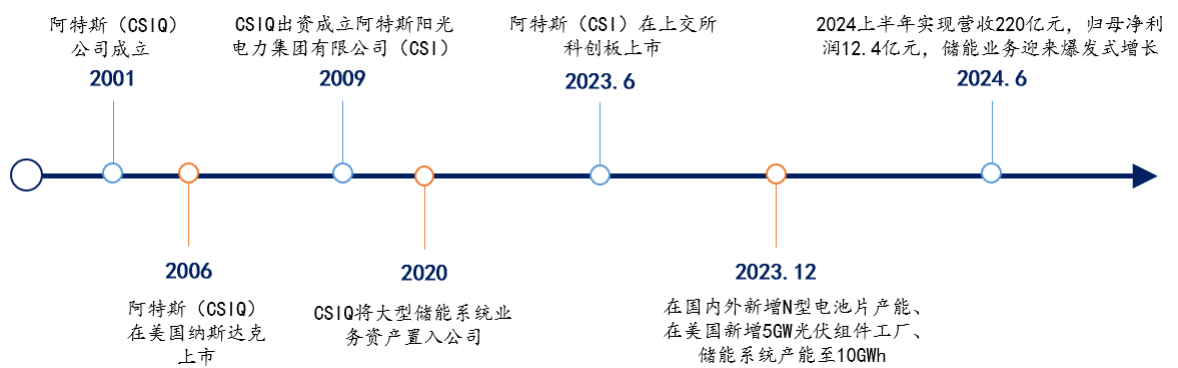 阿特斯（CSIQ）
公司成立
2001
CSIQ出资成立阿特斯阳光
电力集团有限公司（CSI）
2009
阿特斯（CSI）在上交所
科创板上市
2023.6
2024上半年实现营收220亿元，归母净利
润12.4亿元，储能业务迎来爆发式增长
2024.6
2006
阿特斯（CSIQ）
在美国纳斯达克
上市
2020
CSIQ将大型储能系统业
务资产置入公司
2023.12
在国内外新增N型电池片产能、
在美国新增5GW光伏组件工厂、
储能系统产能至10GWh